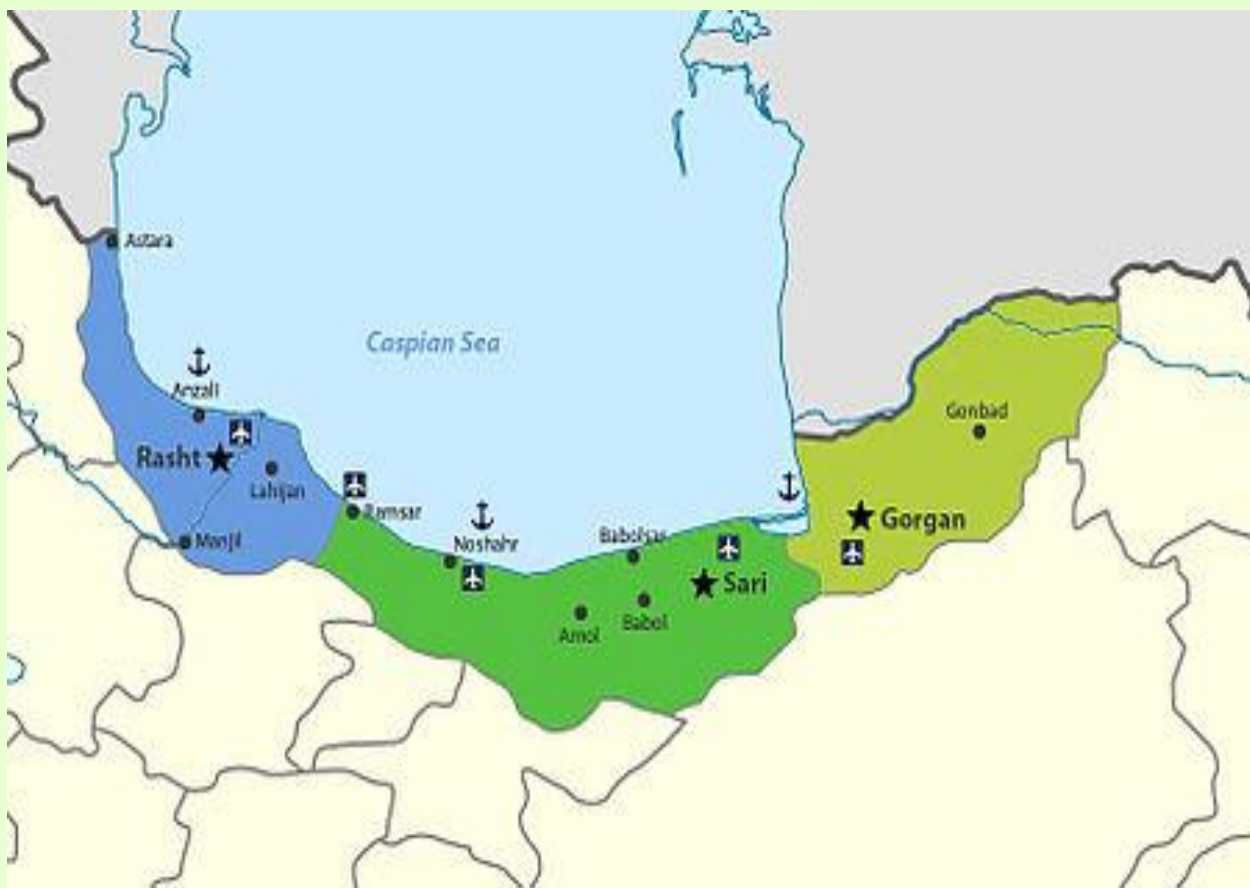 Astara
Caspian Sea
Anzali
Gonbad
Rasht
Lahijan
Ramsar
Gorgan
Manjil
Noshahr
Babolsar
Sari
Amol
Babol